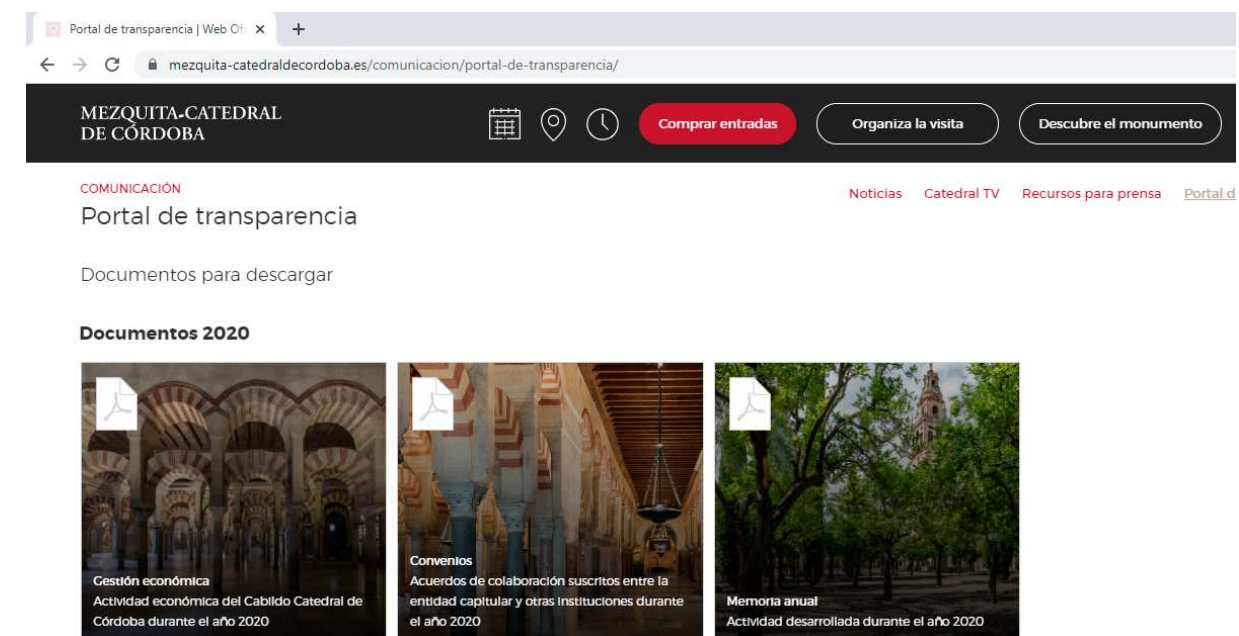 Portal de transparencia | Web Of
mezquita-catedraldecordoba.es/comunicacion/portal-de-transparencia/
MEZQUITA-CATEDRAL
DE CÓRDOBA
Comprar entradas
Organiza la visita
Descubre el monumento
COMUNICACIÓN
Noticias Catedral TV Recursos para prensa Portal d
Portal de transparencia
Documentos para descargar
Documentos 2020
Gestión económica
Actividad económica del Cabildo Catedral de
Córdoba durante el año 2020
Convenios
Acuerdos de colaboración suscritos entre la
entidad capitular y otras instituciones durante
el año 2020
Memoria anual
Actividad desarrollada durante el año 2020